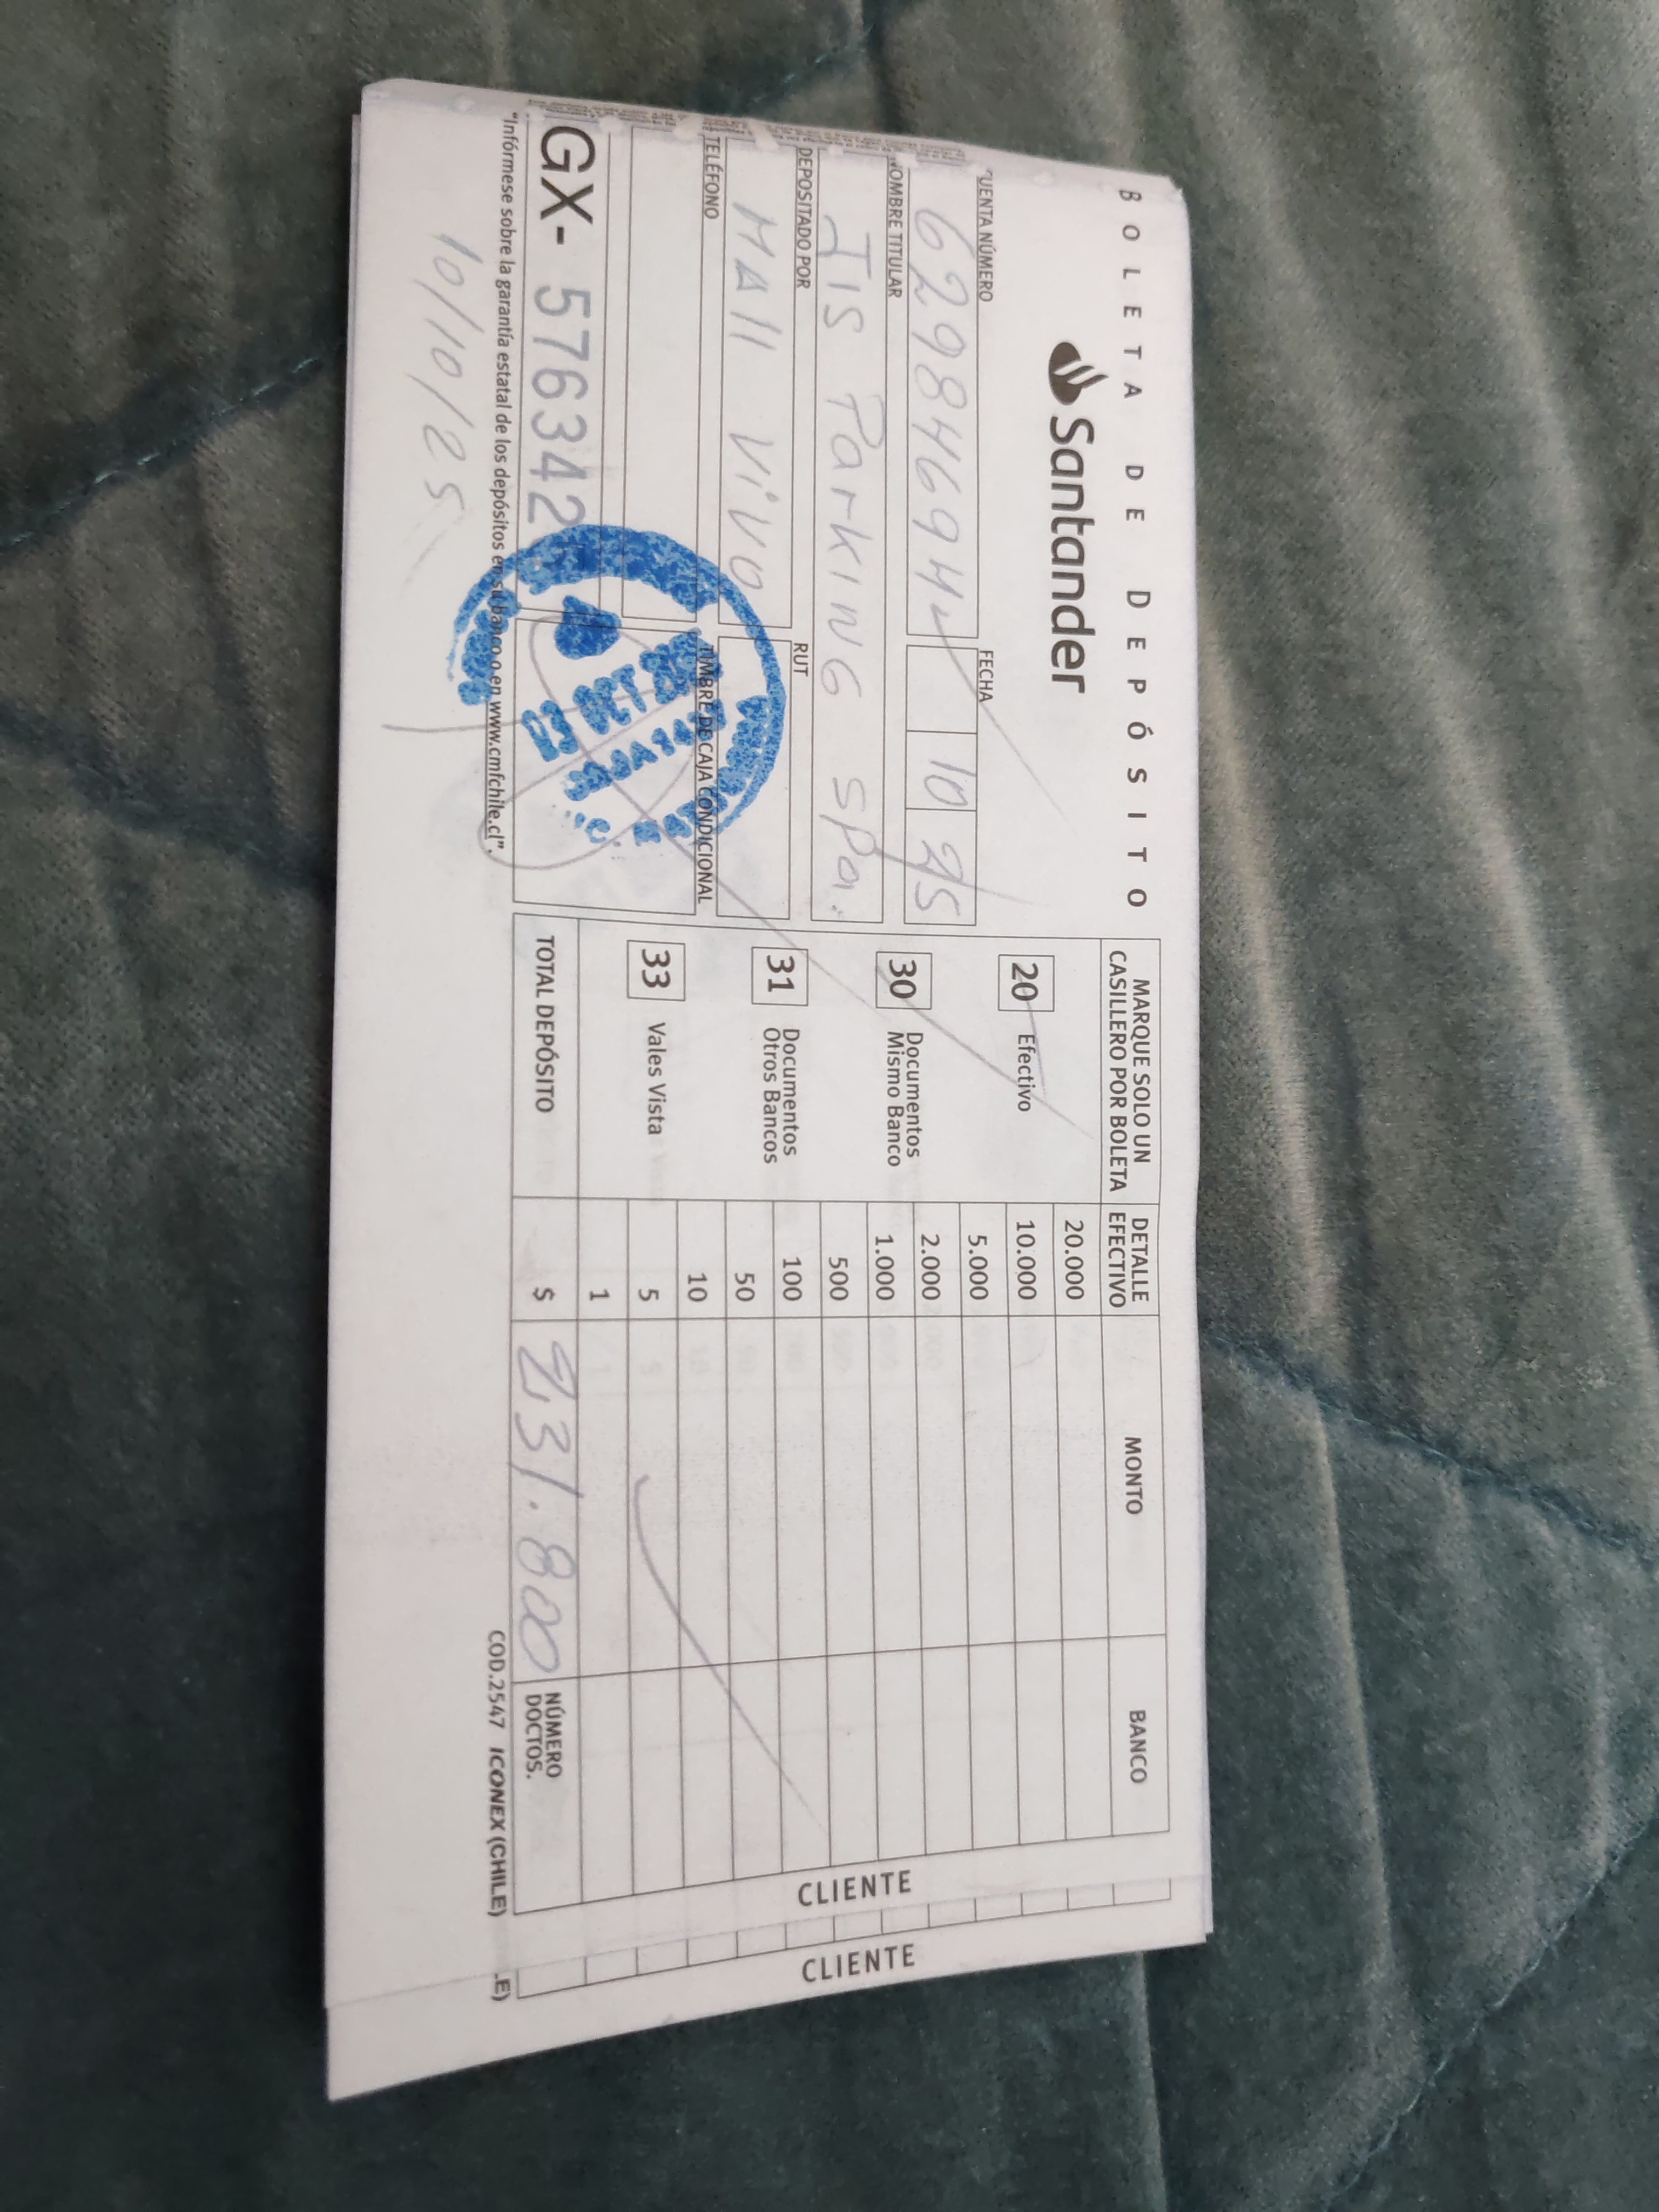 BOLETA DE DEPÓSITO
Santander
CUENTA NÚMERO
62984694
FECHA
10 25
NOMBRE TITULAR
JIS Parking Spa.
DEPOSITADO POR
Mall Vivo
RUT
TELÉFONO
TIMBRE DE CAJA CONDICIONAL
GX- 576342
"Infórmese sobre la garantía estatal de los depósitos en su banco o en www.cmfchile.cl".
10/10/25
MARQUE SOLO UN
CASILLERO POR BOLETA
20 Efectivo
30 Documentos
Mismo Banco
31 Documentos
Otros Bancos
33 Vales Vista
TOTAL DEPÓSITO
DETALLE
EFECTIVO
MONTO
BANCO
20.000
10.000
5.000
2.000
1.000
500
100
50
10
5
1
$ 231.800
NÚMERO
DOCTOS.
COD.2547 ICONEX (CHILE)
CLIENTE
CLIENTE
.E)